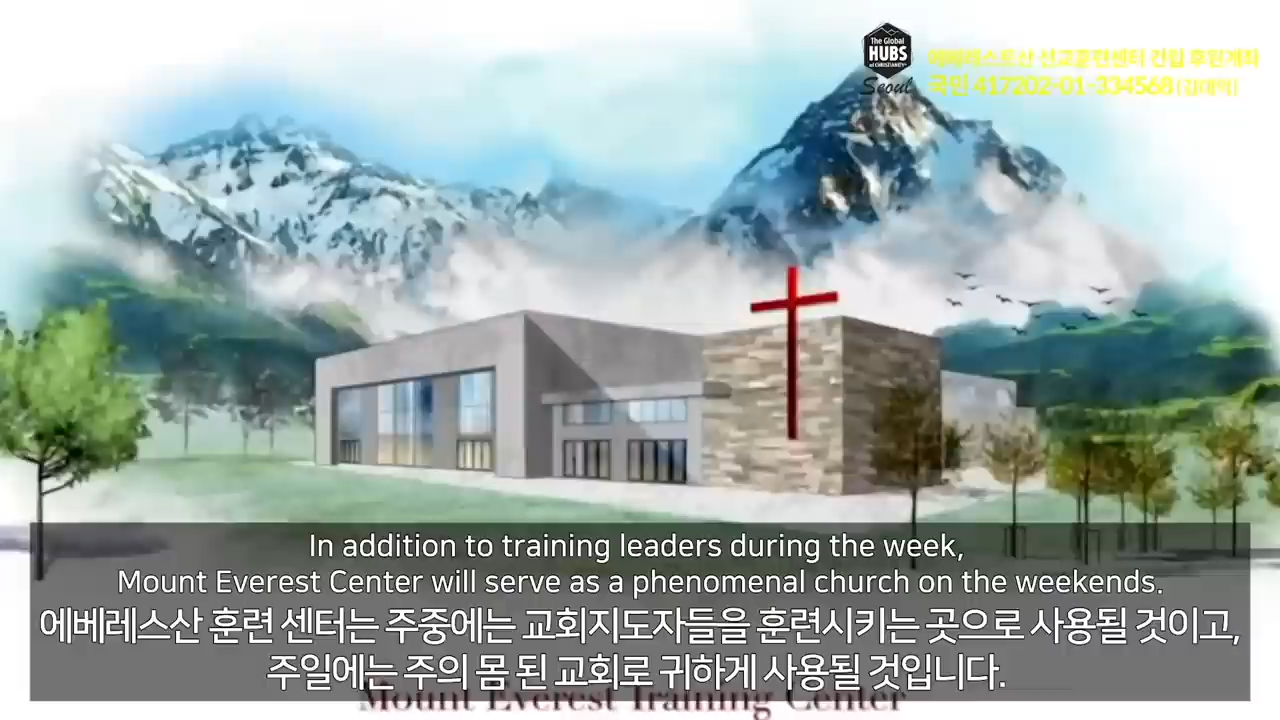 The Global
HUBS
of CHRISTIANITY
Seoul
에베레스트산 선교훈련센터 건립 후원계좌
국민 417202-01-334568 (김대덕)
In addition to training leaders during the week,
Mount Everest Center will serve as a phenomenal church on the weekends.
에베레스산 훈련 센터는 주중에는 교회지도자들을 훈련시키는 곳으로 사용될 것이고,
주일에는 주의 몸 된 교회로 귀하게 사용될 것입니다.
Mount Everest Training Center